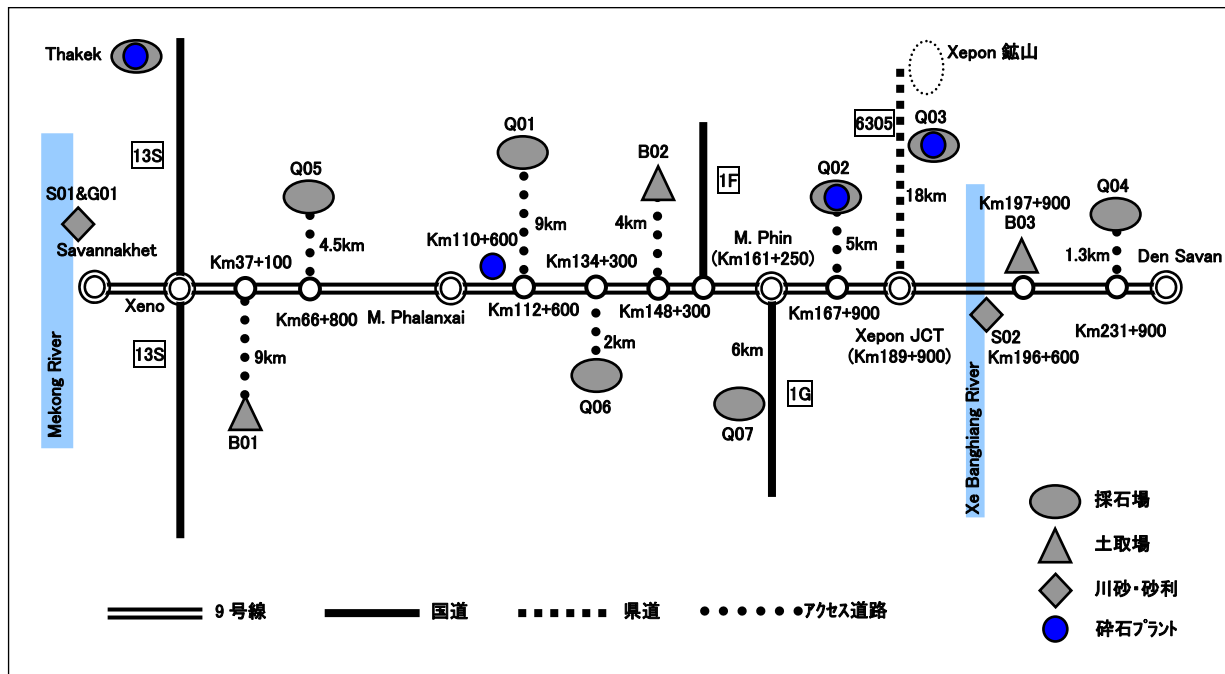 Thakek
Xepon 鉱山
13S
Q01
6305
Q03
B02
1F
Q05
Q02
S01&G01
9km
18km
Km197+900
Q04
B03
4km
Savannakhet
4.5km
Km110+600
M. Phin
(Km161+250)
5km
1.3km
Den Savan
Km37+100
Km134+300
Xeno
Km66+800
M. Phalanxai
Km112+600
Km148+300
Km167+900
Xepon JCT
(Km189+900)
S02
Km196+600
Km231+900
13S
9km
2km
6km
1G
Mekong River
B01
Q06
Q07
Xe Banghiang River
採石場
土取場
川砂・砂利
砕石プラント
9 号線
国道
県道
アクセス道路